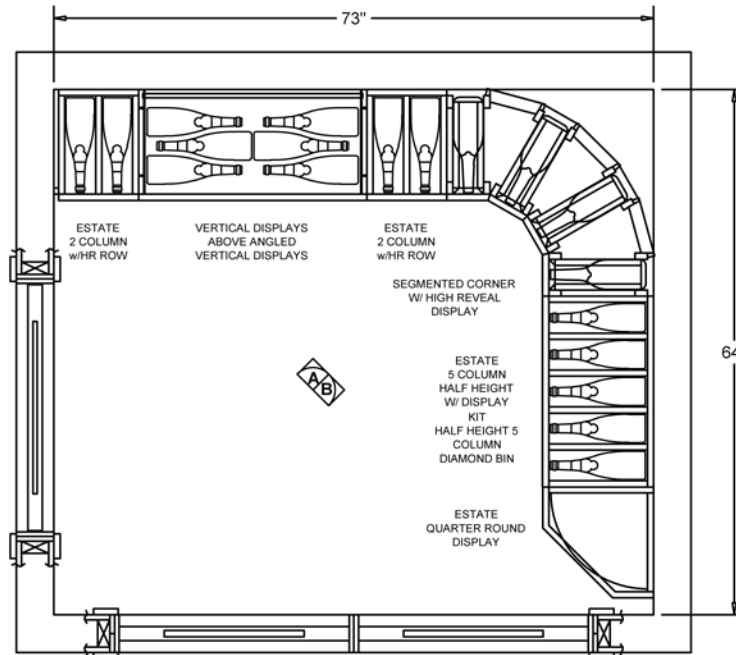 73"
ESTATE
2 COLUMN
w/HR ROW
VERTICAL DISPLAYS
ABOVE ANGLED
VERTICAL DISPLAYS
ESTATE
2 COLUMN
w/HR ROW
SEGMENTED CORNER
W/ HIGH REVEAL
DISPLAY
64
ESTATE
5 COLUMN
HALF HEIGHT
W/ DISPLAY
KIT
HALF HEIGHT 5
COLUMN
DIAMOND BIN
A
B
ESTATE
QUARTER ROUND
DISPLAY